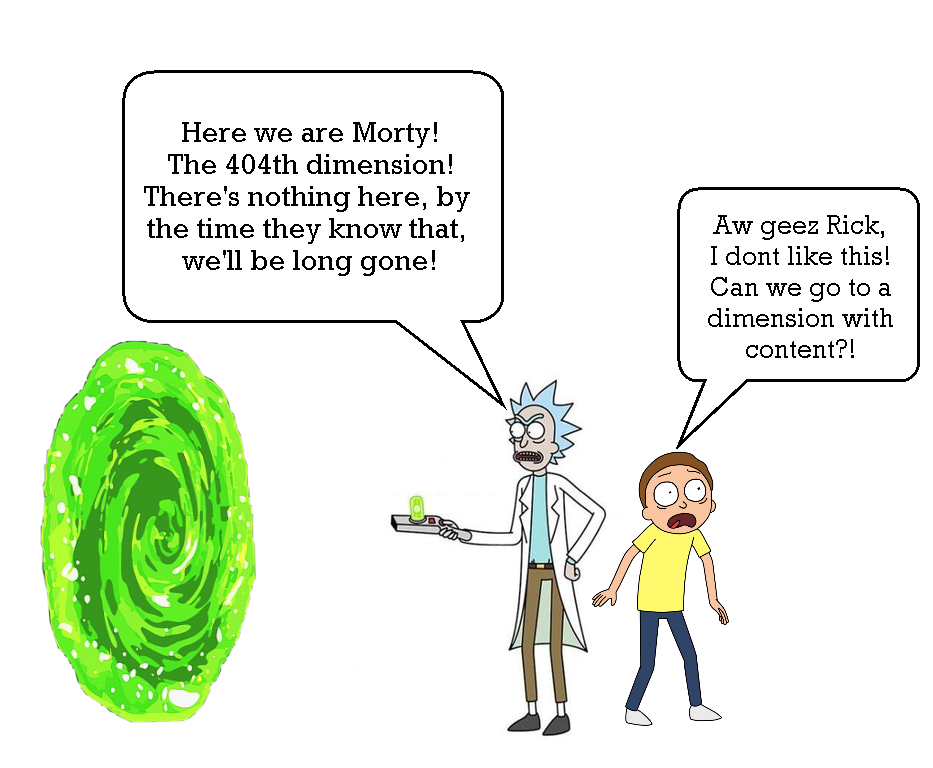 Here we are Morty!
The 404th dimension!
There's nothing here, by
the time they know that,
we'll be long gone!
Aw geez Rick,
I dont like this!
Can we go to a
dimension with
content?!